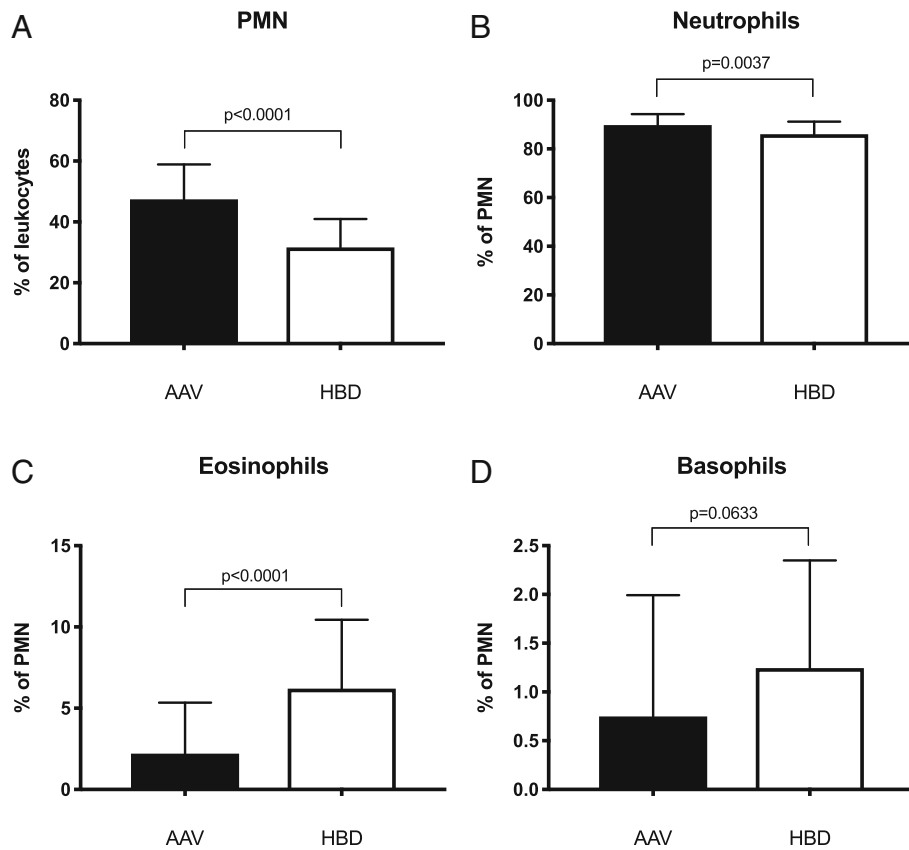 A
PMN
p<0.0001
% of leukocytes
80
60
40
20
0
AAV
HBD
B
Neutrophils
p=0.0037
% of PMN
100
80
60
40
20
0
AAV
HBD
C
Eosinophils
p<0.0001
% of PMN
15
10
5
0
AAV
HBD
D
Basophils
p=0.0633
% of PMN
2.5
2.0
1.5
1.0
0.5
0.0
AAV
HBD